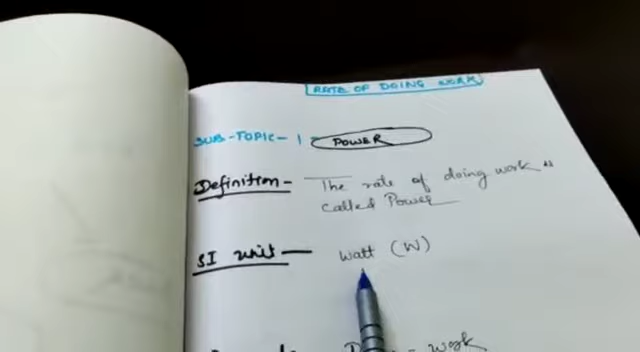 RATE OF DOING WORK
SUB-TOPIC-1 POWER
Definition- The rate of doing work is
called Power
SI unit - watt (W)
work